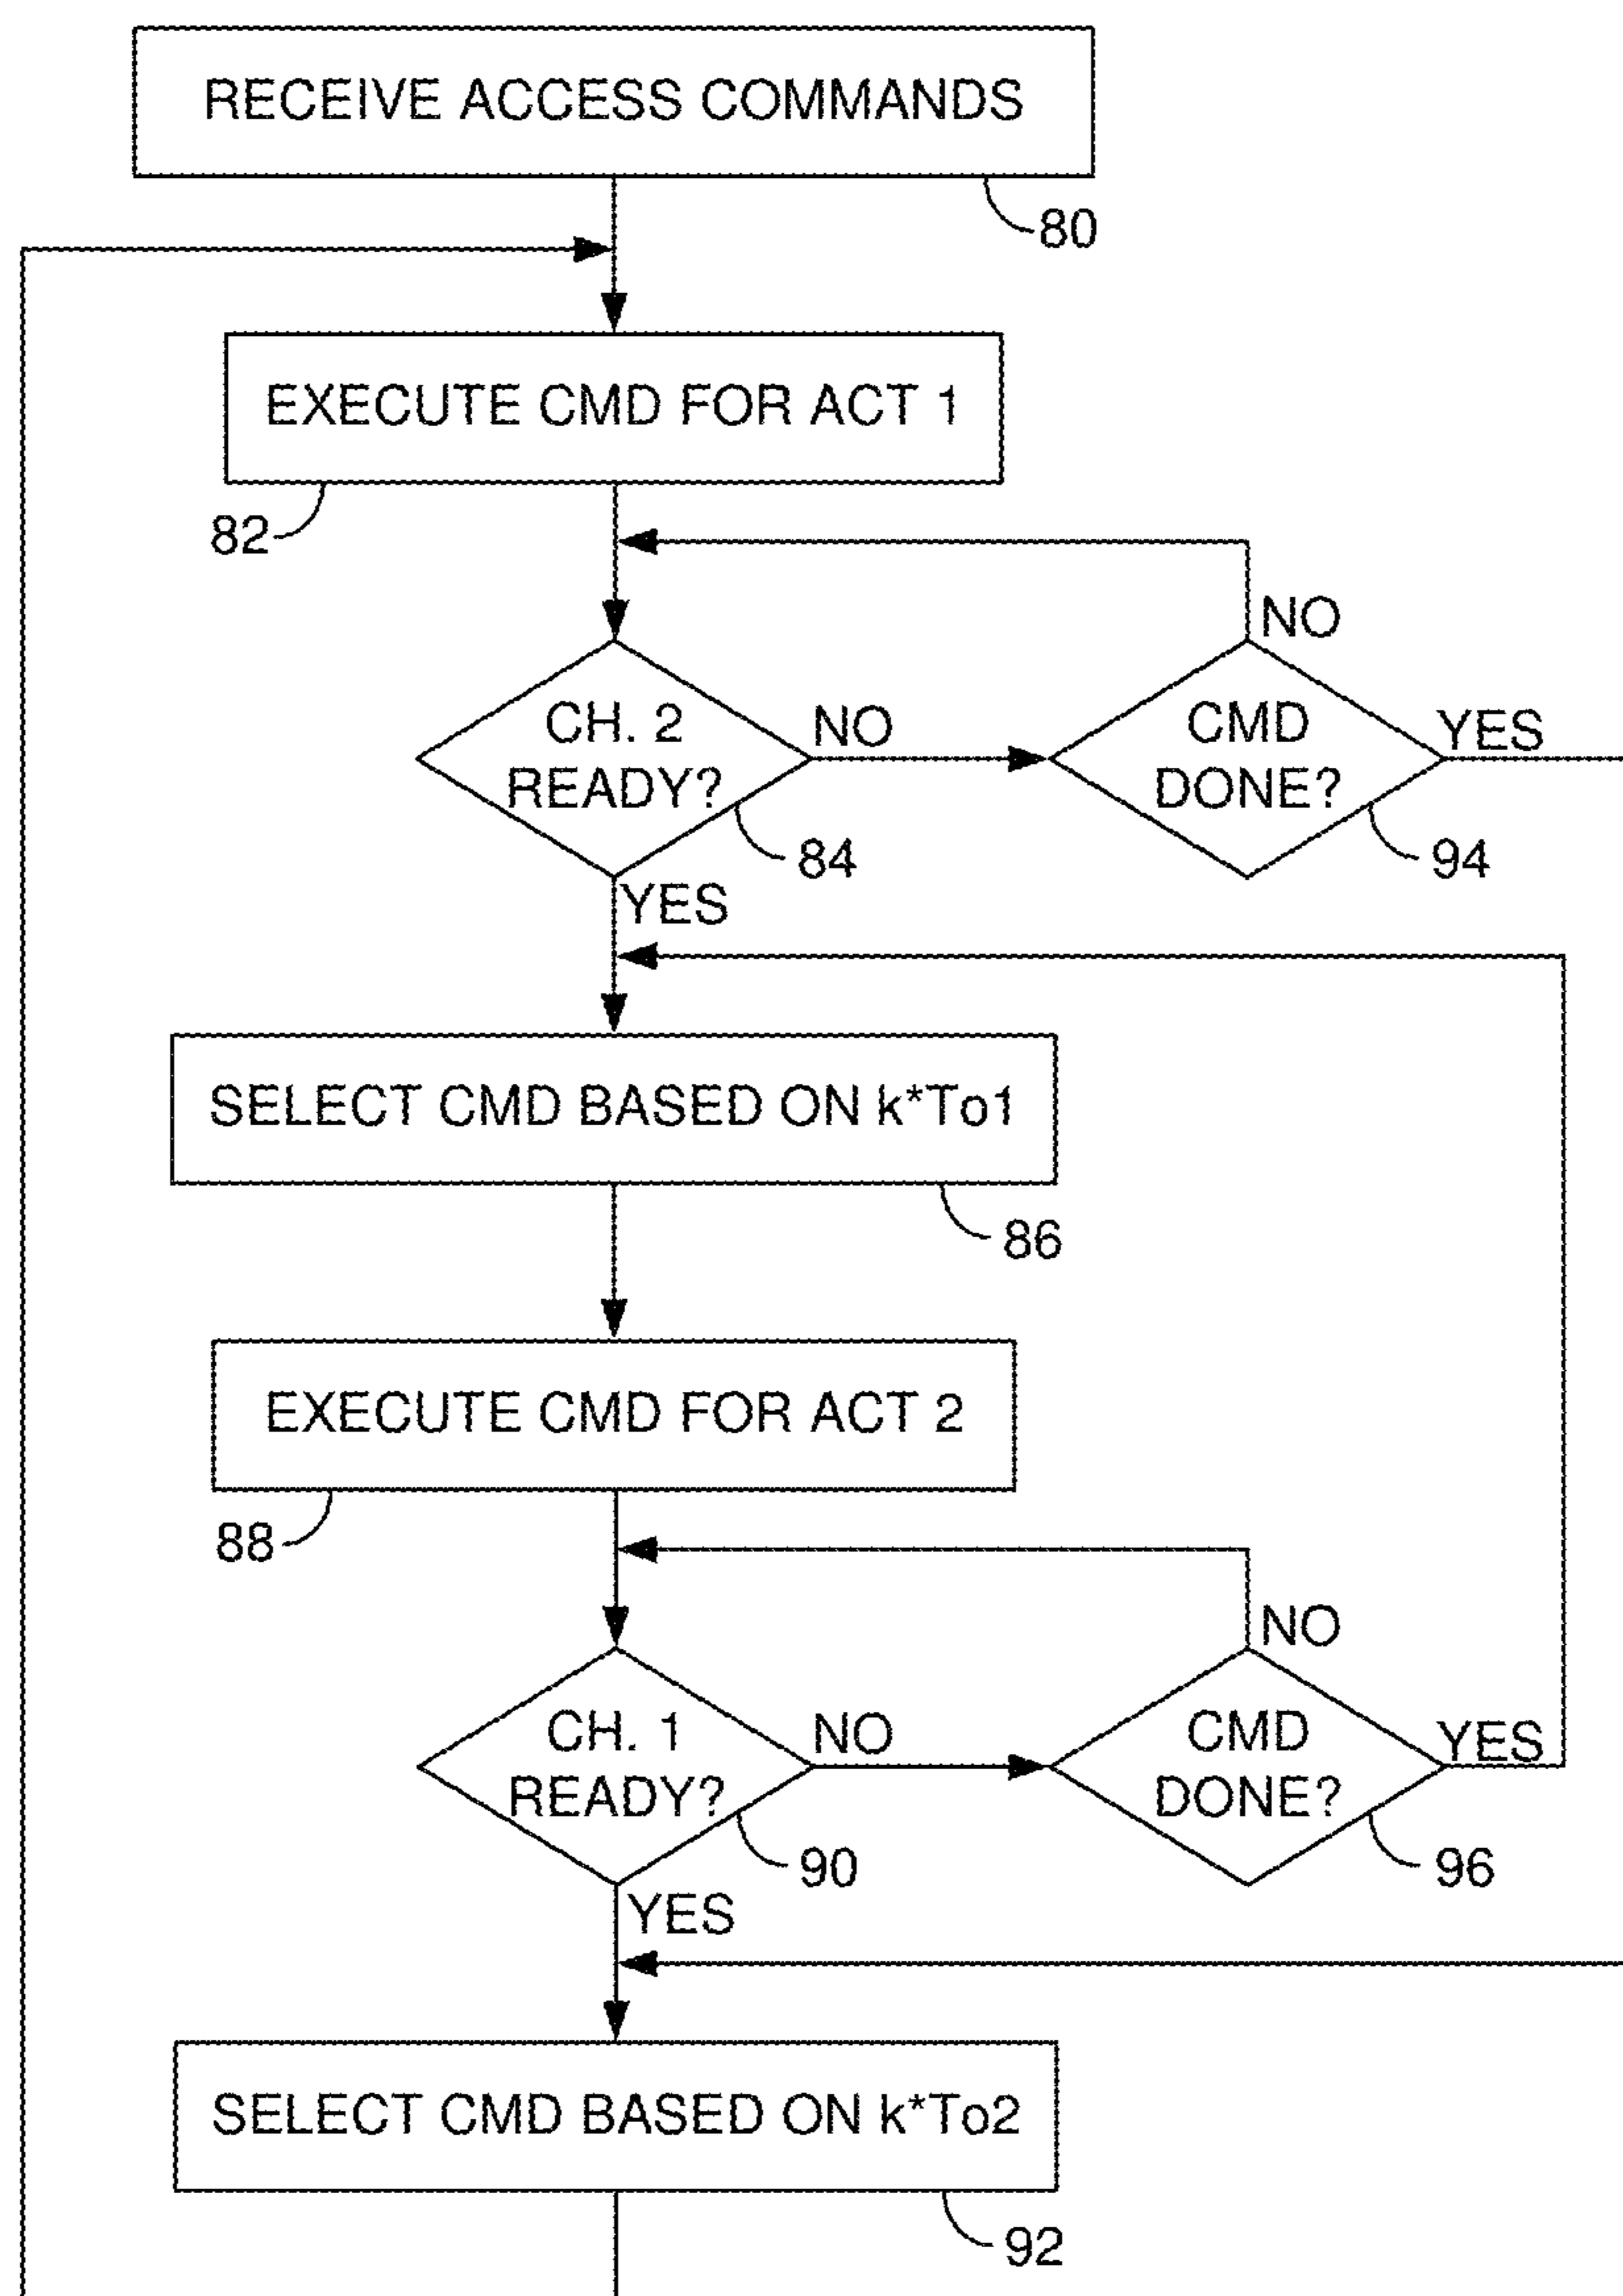 RECEIVE ACCESS COMMANDS
80
EXECUTE CMD FOR ACT 1
82
NO
CH. 2
READY?
NO
CMD
DONE?
YES
84
94
YES
SELECT CMD BASED ON k*To1
86
EXECUTE CMD FOR ACT 2
88
NO
CH. 1
READY?
NO
CMD
DONE?
YES
90
96
YES
SELECT CMD BASED ON k*To2
92